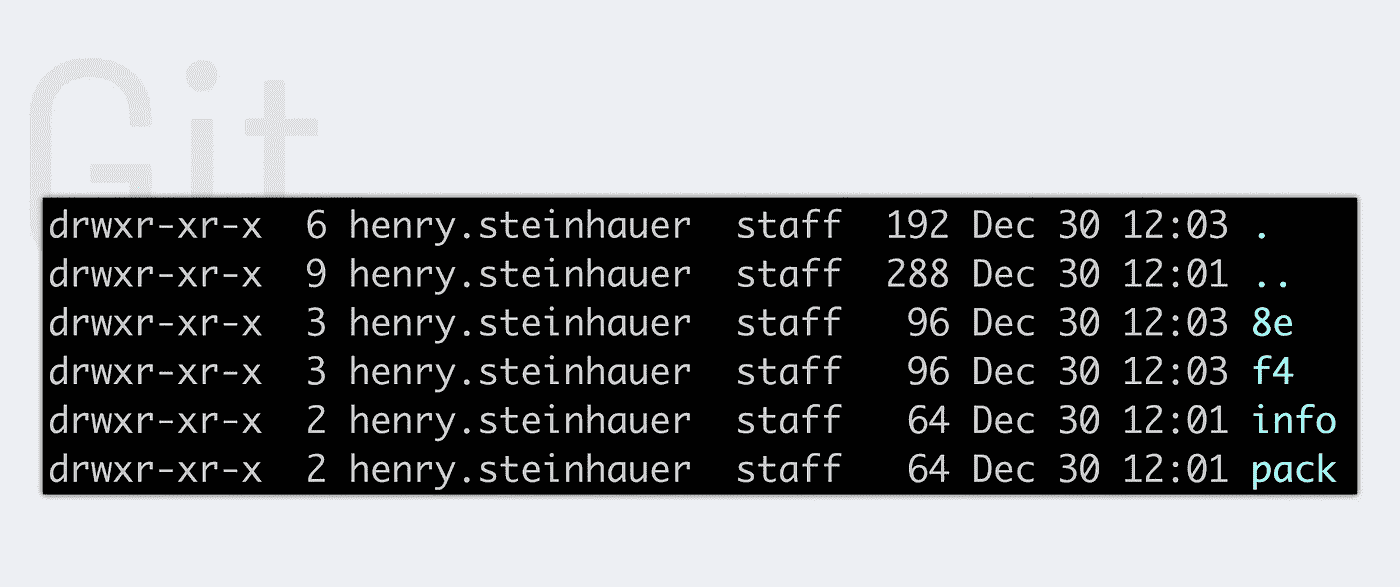 Git
drwxr-xr-x  6 henry.steinhauer  staff  192 Dec 30 12:03 .
drwxr-xr-x  9 henry.steinhauer  staff  288 Dec 30 12:01 ..
drwxr-xr-x  3 henry.steinhauer  staff   96 Dec 30 12:03 8e
drwxr-xr-x  3 henry.steinhauer  staff   96 Dec 30 12:03 f4
drwxr-xr-x  2 henry.steinhauer  staff   64 Dec 30 12:01 info
drwxr-xr-x  2 henry.steinhauer  staff   64 Dec 30 12:01 pack